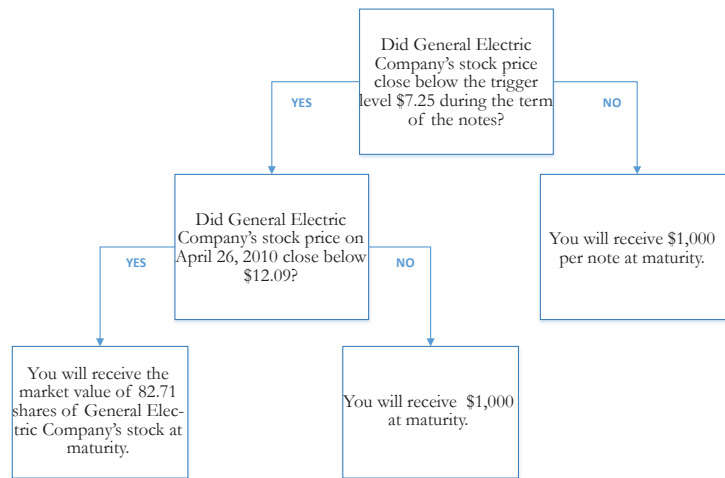 Did General Electric
Company's stock price
close below the trigger
level $7.25 during the term
of the notes?
YES
NO
Did General Electric
Company's stock price on
April 26, 2010 close below
$12.09?
You will receive $1,000
per note at maturity.
YES
NO
You will receive the
market value of 82.71
shares of General Elec-
tric Company's stock at
maturity.
You will receive $1,000
at maturity.